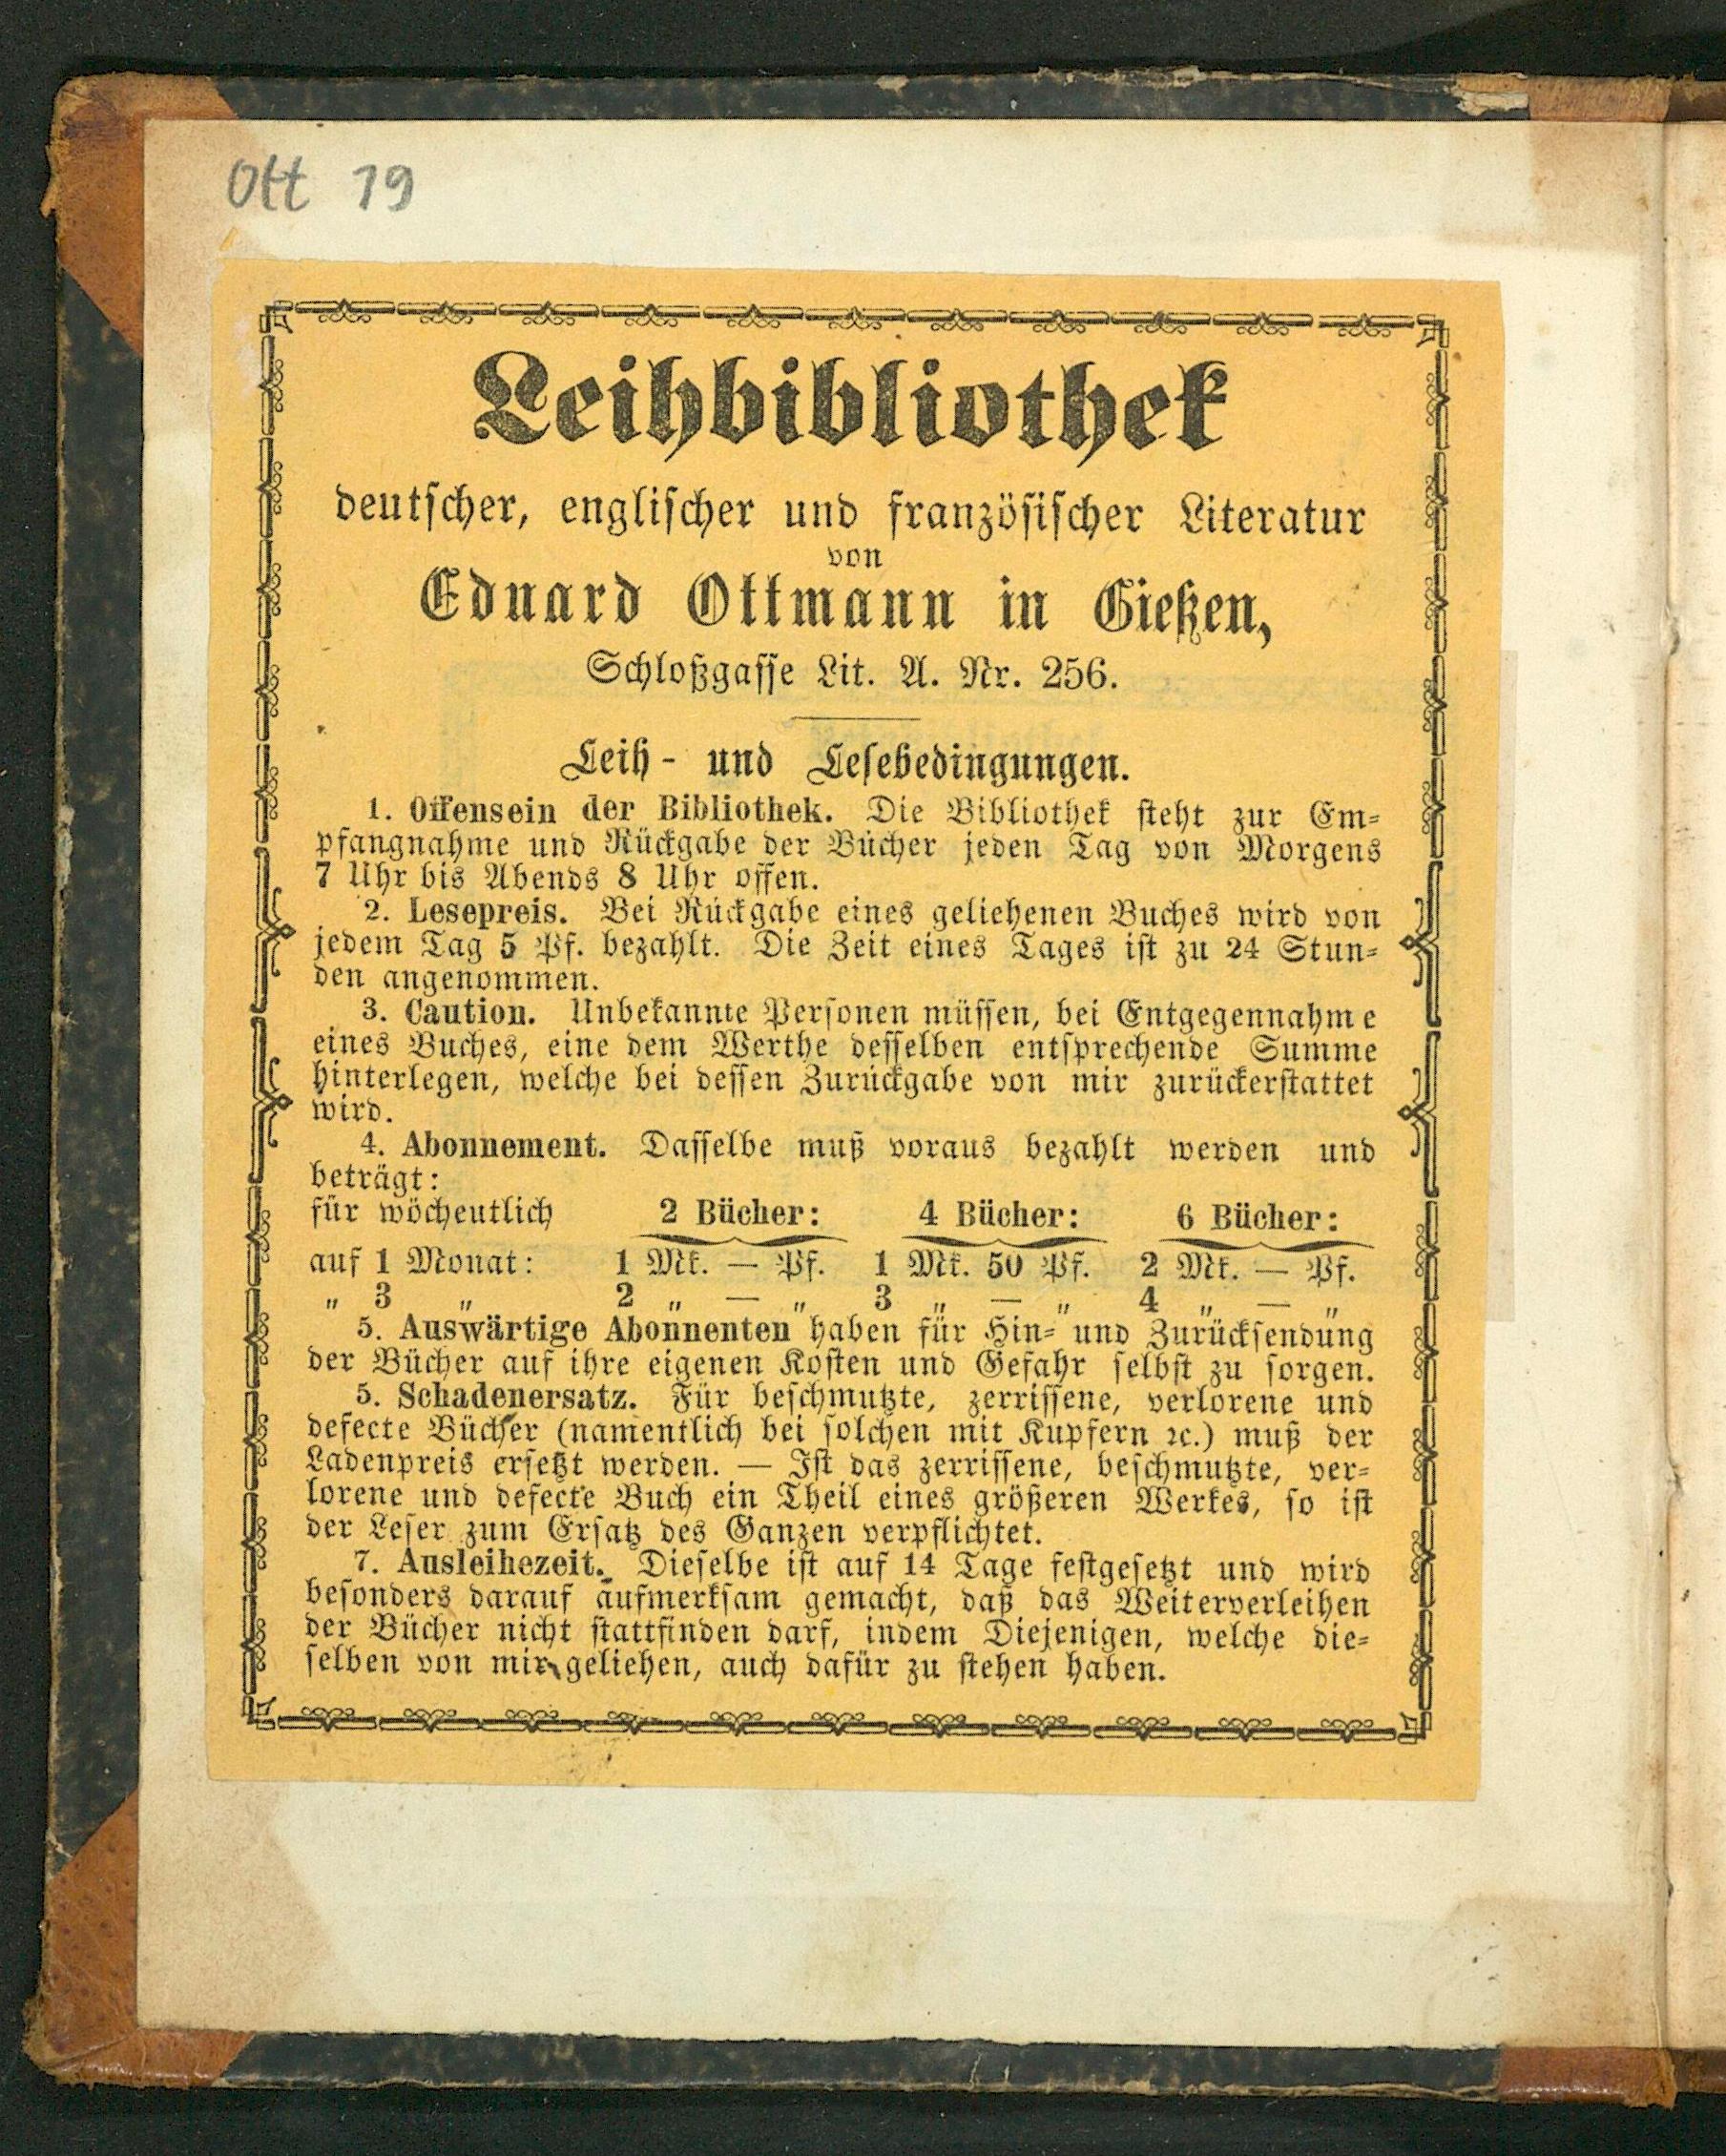 Ott 19
Leihbibliothek
deutscher, englischer und französischer Literatur
von
Eduard Ottmann in Gießen,
Schloßgasse Lit. A. Nr. 256.
Leih- und Lesebedingungen.
1. Offensein der Bibliothek. Die Bibliothek steht zur Em-
pfangnahme und Rückgabe der Bücher jeden Tag von Morgens
7 Uhr bis Abends 8 Uhr offen.
2. Lesepreis. Bei Rückgabe eines geliehenen Buches wird von
jedem Tag 5 Pf. bezahlt. Die Zeit eines Tages ist zu 24 Stun-
den angenommen.
3. Caution. Unbekannte Personen müssen, bei Entgegennahme
eines Buches, eine dem Werthe desselben entsprechende Summe
hinterlegen, welche bei dessen Zurückgabe von mir zurückerstattet
wird.
4. Abonnement. Dasselbe muß voraus bezahlt werden und
beträgt:
für wöchentlich 2 Bücher: 4 Bücher: 6 Bücher:
auf 1 Monat: 1 Mk. — Pf. 1 Mk. 50 Pf. 2 Mk. — Pf.
„ 3 „ 2 „ — „ 3 „ — „ 4 „ — „
5. Auswärtige Abonnenten haben für Hin- und Zurücksendung
der Bücher auf ihre eigenen Kosten und Gefahr selbst zu sorgen.
5. Schadenersatz. Für beschmutzte, zerrissene, verlorene und
defecte Bücher (namentlich bei solchen mit Kupfern ꝛc.) muß der
Ladenpreis ersetzt werden. — Ist das zerrissene, beschmutzte, ver-
lorene und defecte Buch ein Theil eines größeren Werkes, so ist
der Leser zum Ersatz des Ganzen verpflichtet.
7. Ausleihezeit. Dieselbe ist auf 14 Tage festgesetzt und wird
besonders darauf aufmerksam gemacht, daß das Weiterverleihen
der Bücher nicht stattfinden darf, indem Diejenigen, welche die-
selben von mir geliehen, auch dafür zu stehen haben.